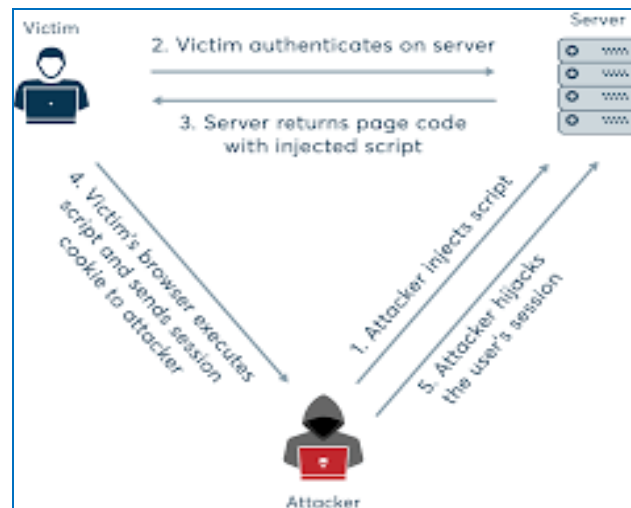 Victim
Server
2. Victim authenticates on server
3. Server returns page code
with injected script
4. Victim's browser executes
script and sends session
cookie to attacker
1. Attacker injects script
5. Attacker hijacks
the user's session
Attacker